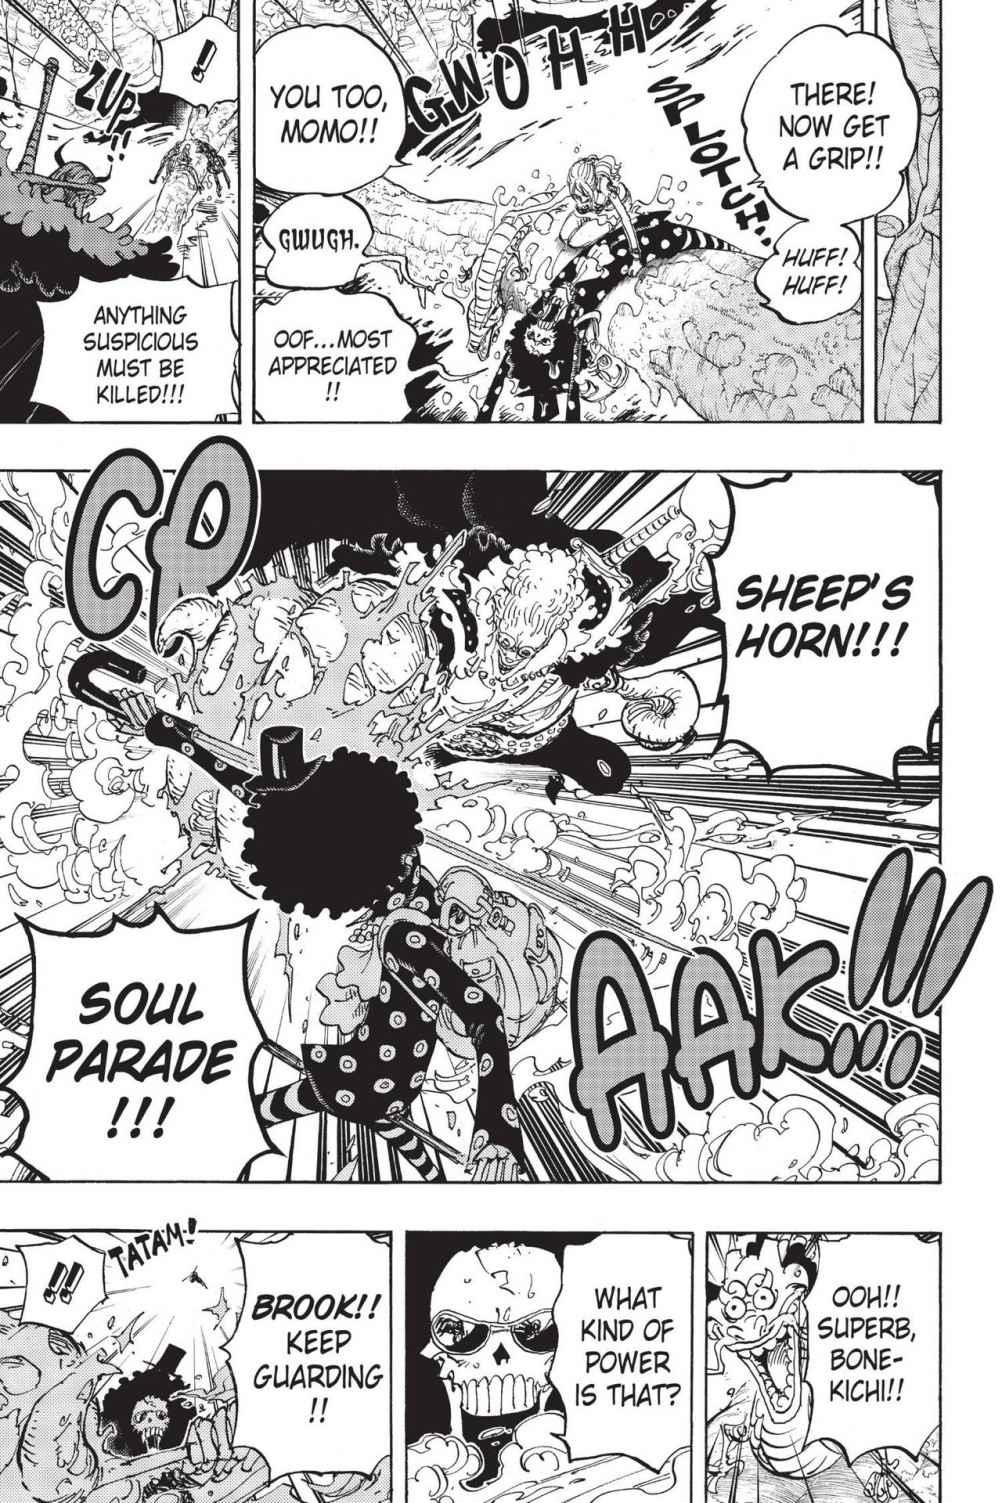 THERE!
NOW GET
A GRIP!!
HUFF!
HUFF!
SPLOTCH..
GWOHH
YOU TOO,
MOMO!!
GWUGH.
OOF...MOST
APPRECIATED
!!
!
ZUP!!
ANYTHING
SUSPICIOUS
MUST BE
KILLED!!!
SHEEP'S
HORN!!!
CRAAK...!!!
SOUL
PARADE
!!!
OOH!!
SUPERB,
BONE-
KICHI!!
WHAT
KIND OF
POWER
IS THAT?
BROOK!!
KEEP
GUARDING
!!
TATAM!
!!